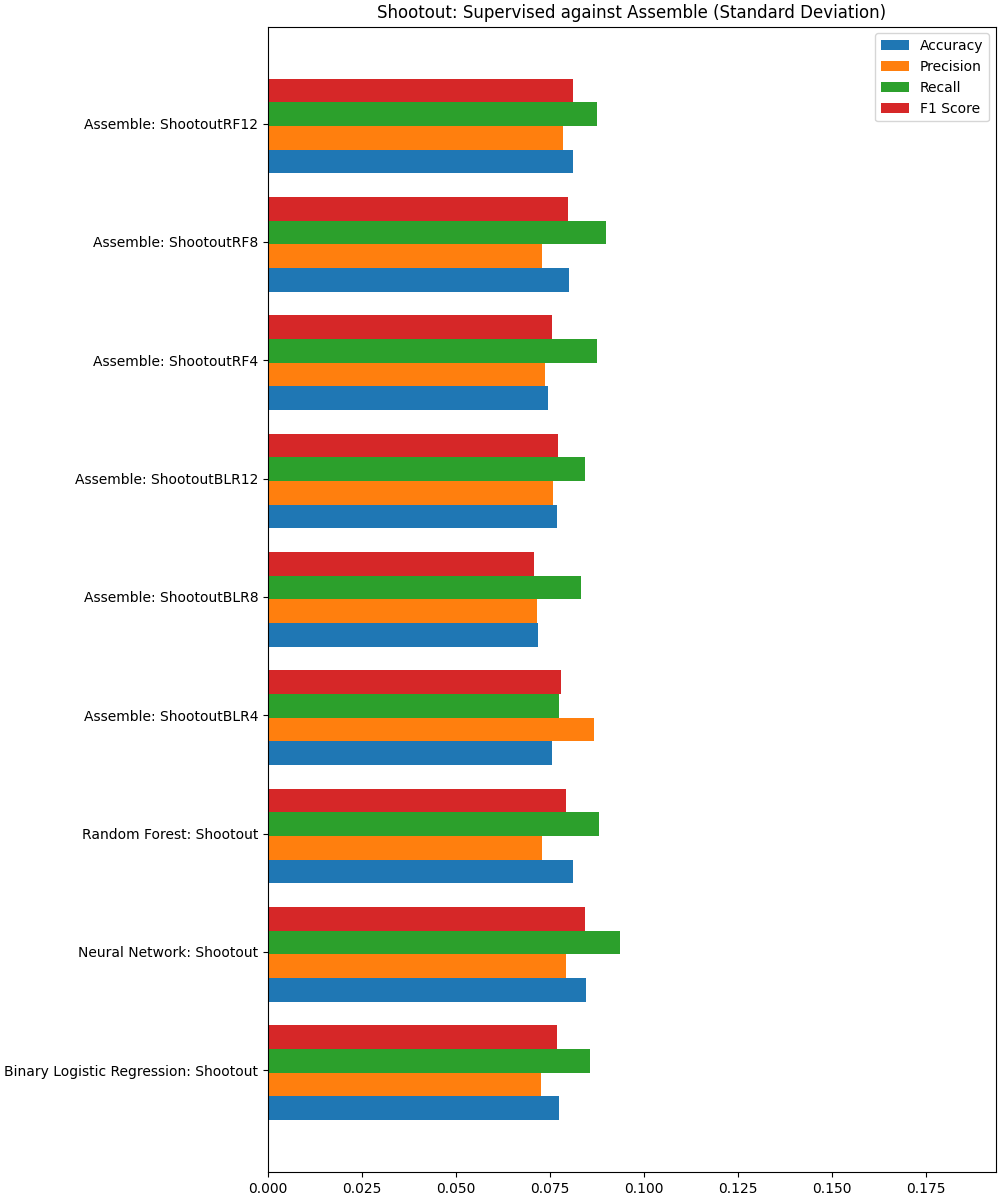 Shootout: Supervised against Assemble (Standard Deviation)
Accuracy
Precision
Recall
F1 Score
Assemble: ShootoutRF12
Assemble: ShootoutRF8
Assemble: ShootoutRF4
Assemble: ShootoutBLR12
Assemble: ShootoutBLR8
Assemble: ShootoutBLR4
Random Forest: Shootout
Neural Network: Shootout
Binary Logistic Regression: Shootout
0.000 0.025 0.050 0.075 0.100 0.125 0.150 0.175